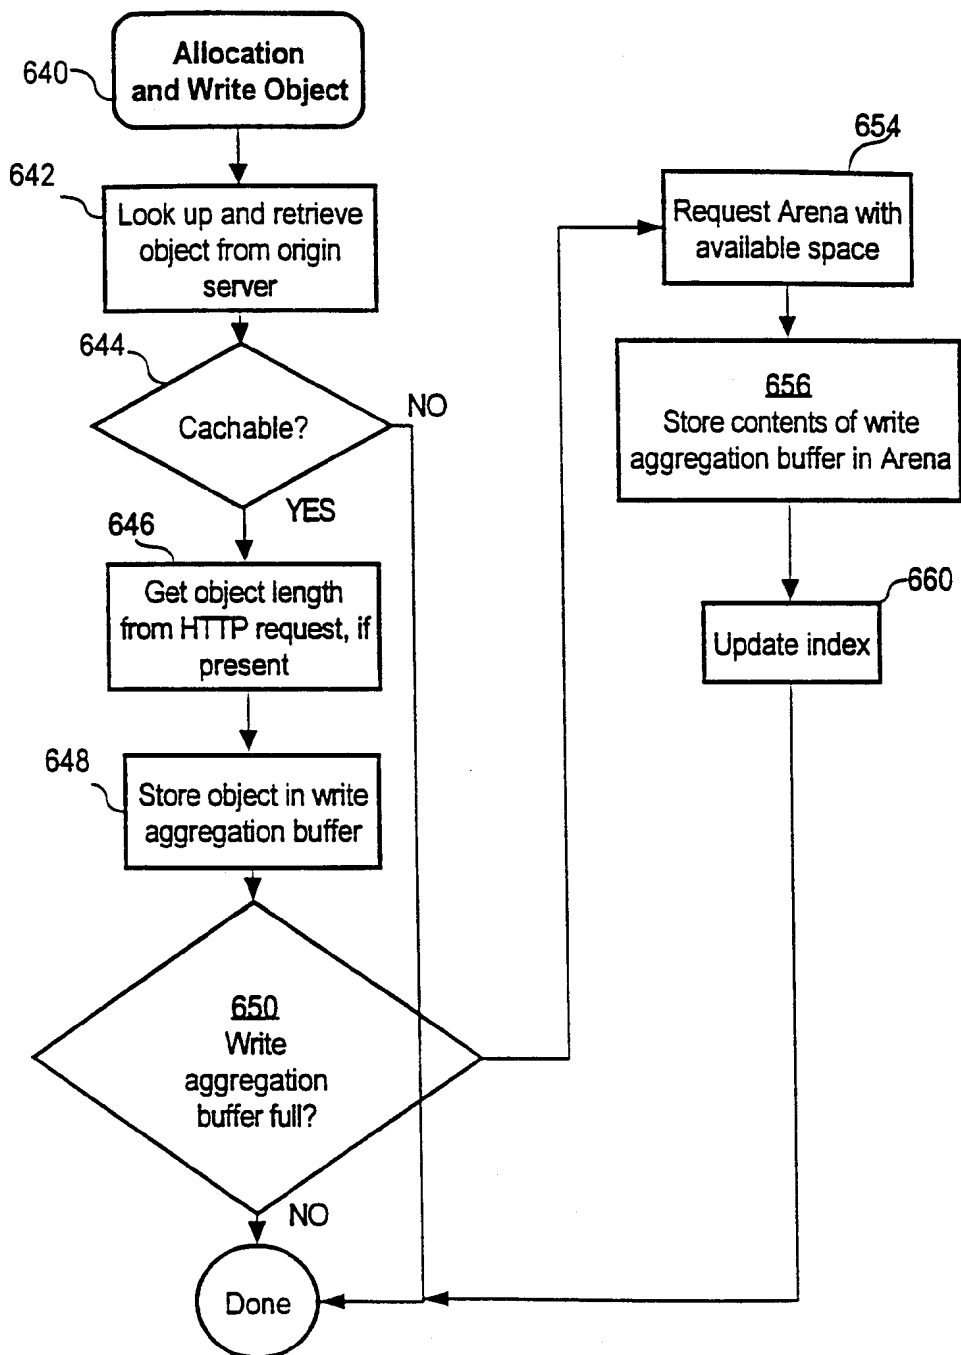 640
Allocation
and Write Object
642
Look up and retrieve
object from origin
server
644
Cachable?
NO
YES
646
Get object length
from HTTP request, if
present
648
Store object in write
aggregation buffer
650
Write
aggregation
buffer full?
NO
Done
654
Request Arena with
available space
656
Store contents of write
aggregation buffer in Arena
660
Update index